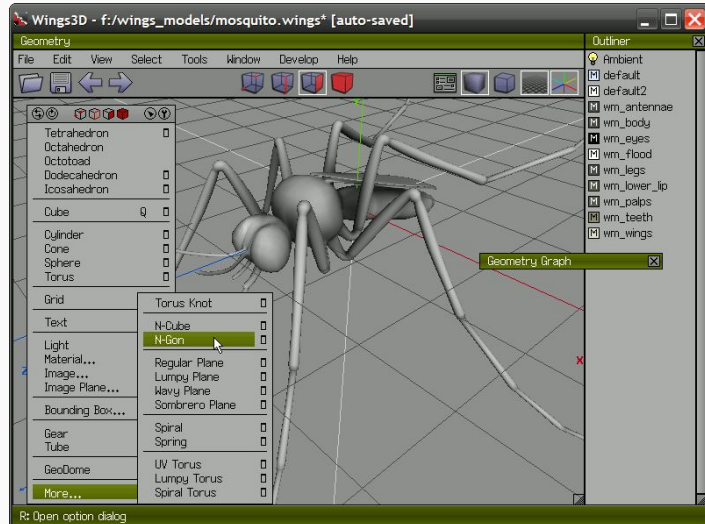 Wings3D - f:/wings_models/mosquito.wings* [auto-saved]
Geometry
File Edit View Select Tools Window Develop Help
Tetrahedron
Octahedron
Octotoad
Dodecahedron
Icosahedron
Cube Q
Cylinder
Cone
Sphere
Torus
Grid
Text
Light
Material...
Image...
Image Plane...
Bounding Box...
Gear
Tube
GeoDome
More...
Torus Knot
N-Cube
N-Gon
Regular Plane
Lumpy Plane
Wavy Plane
Sombrero Plane
Spiral
Spring
UV Torus
Lumpy Torus
Spiral Torus
Y
X
Z
Geometry Graph
Outliner
Ambient
M default
M default2
M wm_antennae
M wm_body
M wm_eyes
M wm_flood
M wm_legs
M wm_lower_lip
M wm_palps
M wm_teeth
M wm_wings
R: Open option dialog